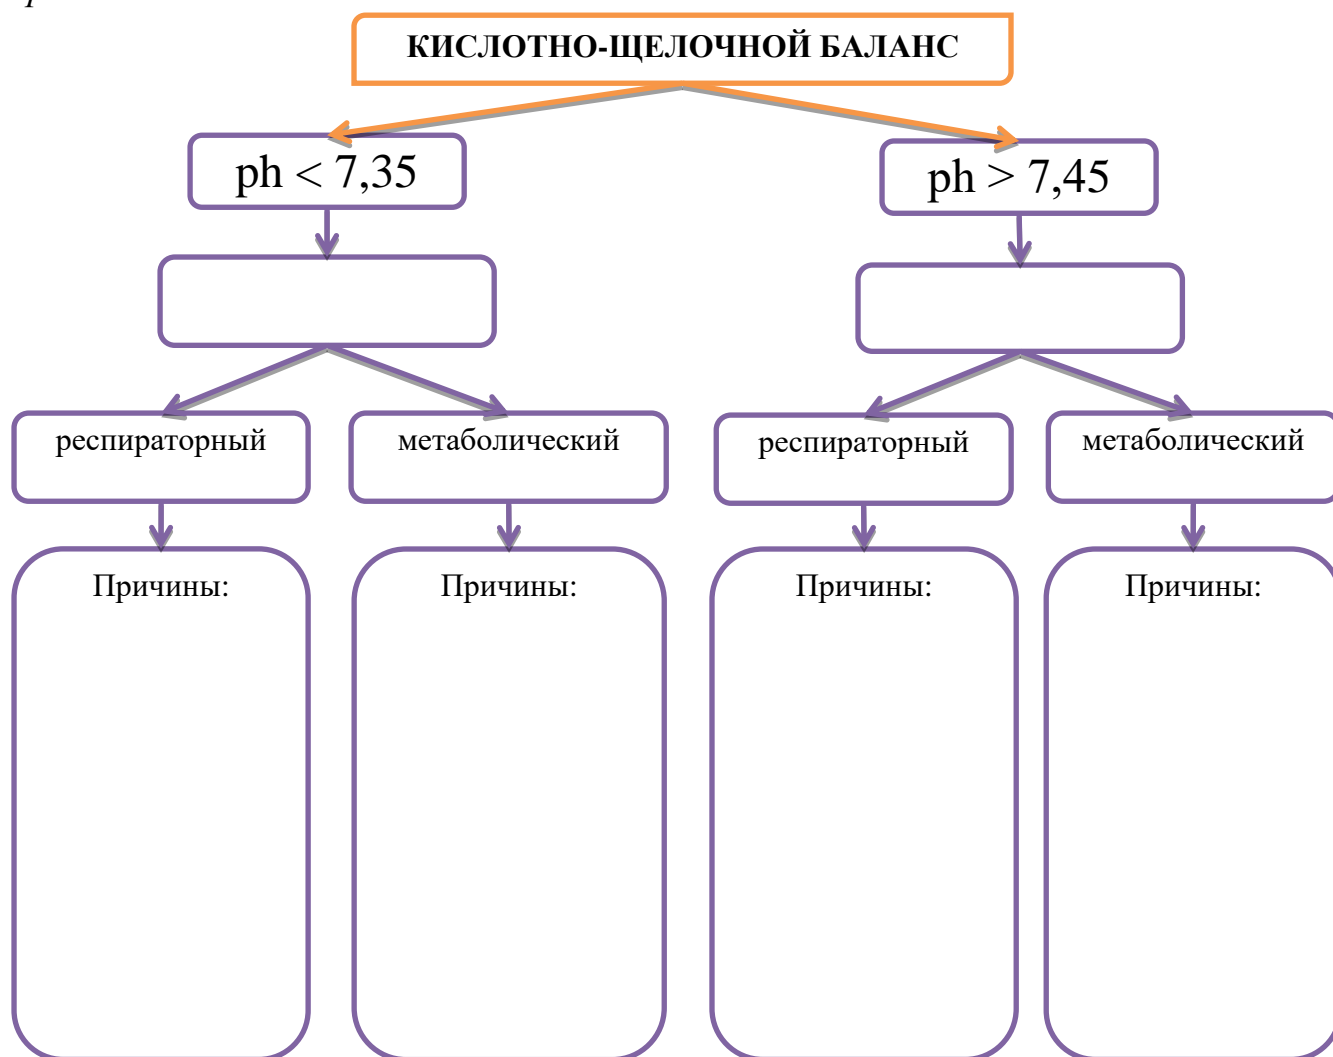 КИСЛОТНО-ЩЕЛОЧНОЙ БАЛАНС
ph < 7,35
ph > 7,45
респираторный
метаболический
респираторный
метаболический
Причины:
Причины:
Причины:
Причины: